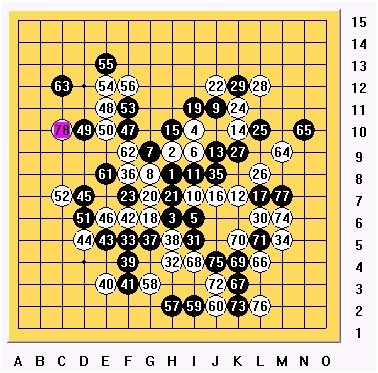 15
14
55 13
63 54 56 22 29 28 12
48 53 19 9 24 11
78 49 50 47 15 4 14 25 65 10
62 7 2 6 13 27 64 9
61 36 8 1 11 35 26 8
52 45 23 20 21 10 16 12 17 77 7
51 46 42 18 3 5 30 74 6
44 43 33 37 38 31 70 71 34 5
39 32 68 75 69 66 4
40 41 58 72 67 3
57 59 60 73 76 2
1
A B C D E F G H I J K L M N O